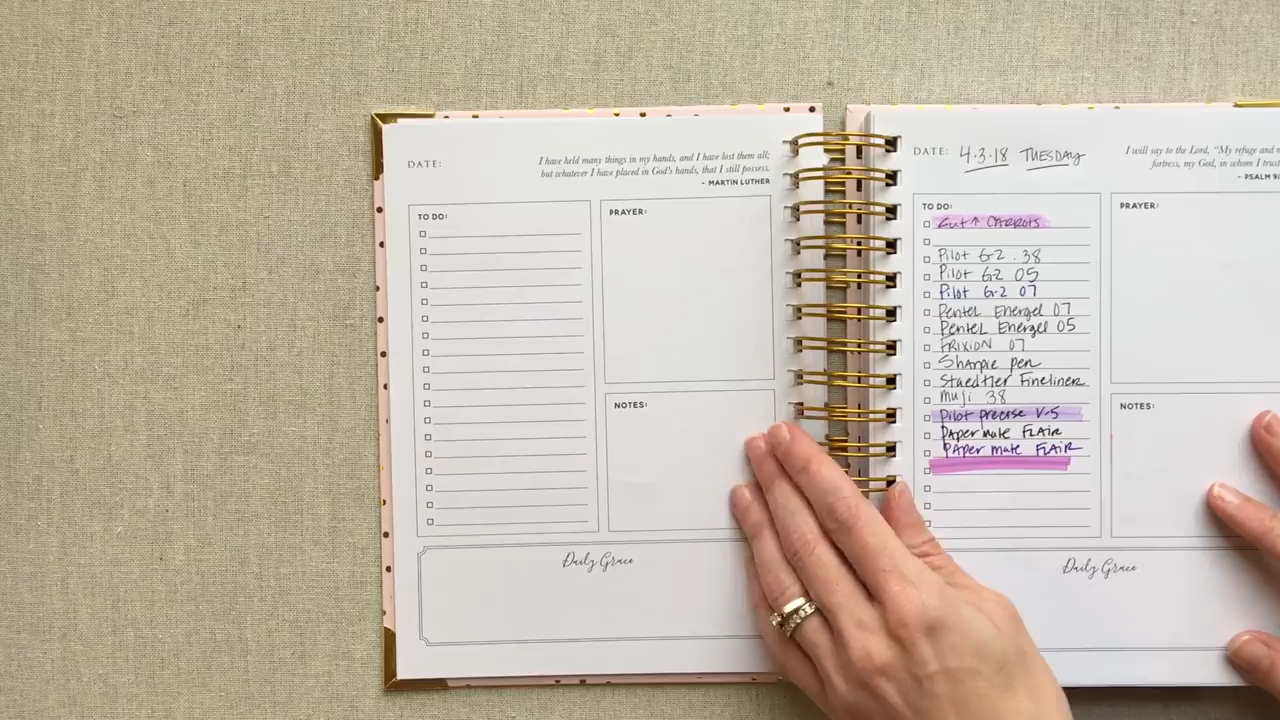 DATE:
I have held many things in my hands, and I have lost them all;
but whatever I have placed in God's hands, that I still possess.
- MARTIN LUTHER
TO DO:
PRAYER:
NOTES:
Daily Grace
DATE: 4.3.18 TUESDAY
I will say to the Lord, "My refuge and
fortress, my God, in whom I trust
- PSALM
TO DO:
Cut↑ CARROTS
Pilot G-2 .38
Pilot G-2 05
Pilot G-2 07
Pentel Energel 07
Pentel Energel 05
FRIXION 07
Sharpie pen
Staedtler Fineliner
Muji 38
Pilot precise V-5
Paper mate FLAIR
PAper mate FLAIR
PRAYER:
NOTES:
Daily Grace